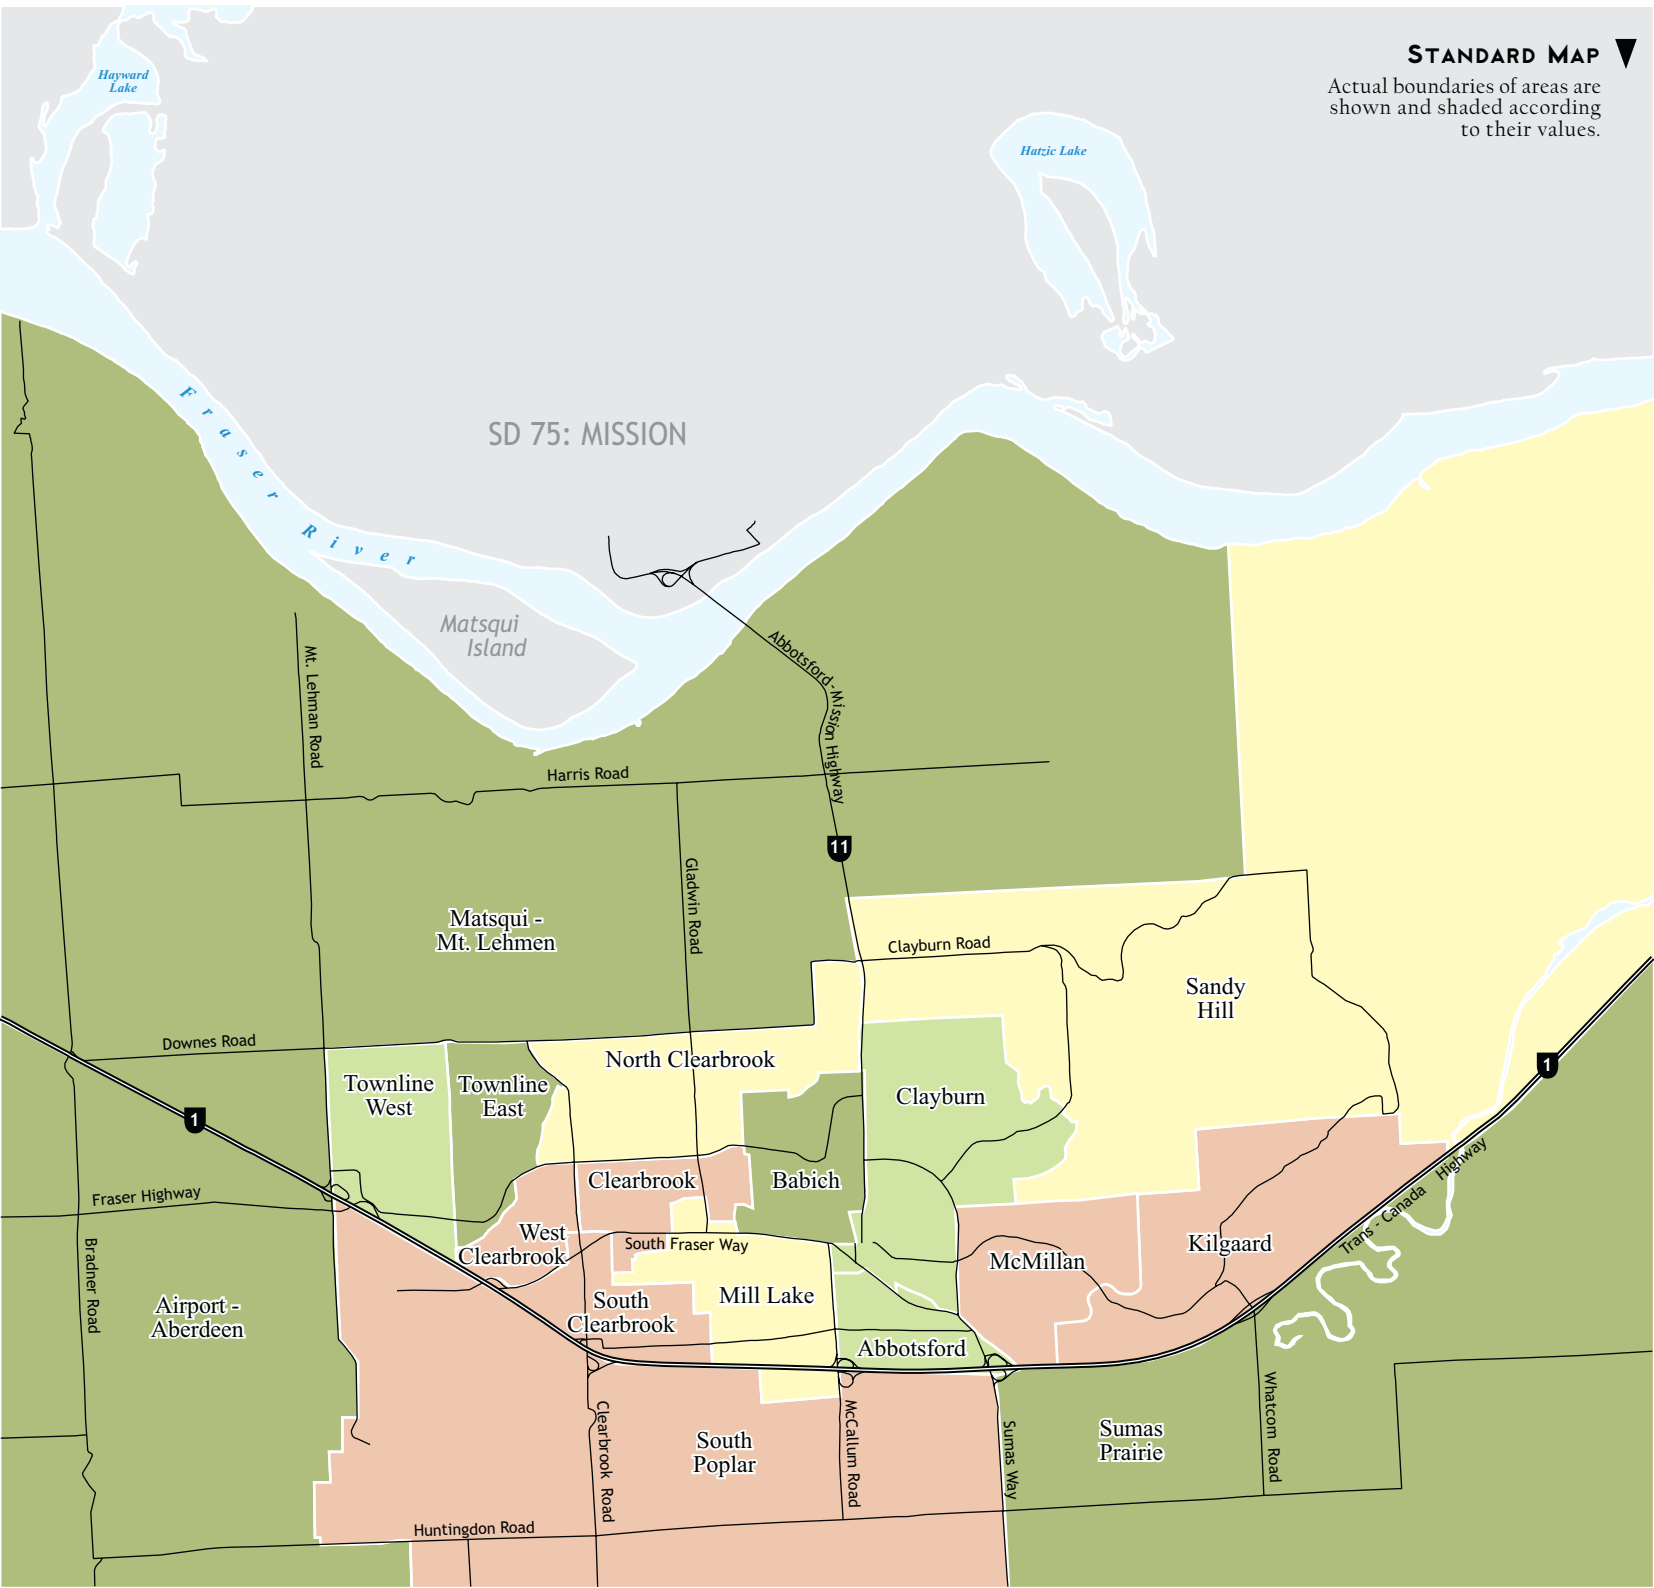 STANDARD MAP
Actual boundaries of areas are
shown and shaded according
to their values.
Hayward
Lake
Hatzic Lake
Fraser River
SD 75: MISSION
Matsqui
Island
Abbotsford-Mission Highway
Mt. Lehman Road
Harris Road
11
Gladwin Road
Matsqui -
Mt. Lehmen
Clayburn Road
Sandy
Hill
Downes Road
North Clearbrook
1
Townline
West
Townline
East
Clayburn
1
Fraser Highway
Clearbrook
Babich
Trans - Canada Highway
West
Clearbrook
South Fraser Way
McMillan
Kilgaard
Bradner Road
Airport -
Aberdeen
South
Clearbrook
Mill Lake
Abbotsford
Clearbrook Road
South
Poplar
McCallum Road
Sumas Way
Sumas
Prairie
Whatcom Road
Huntingdon Road